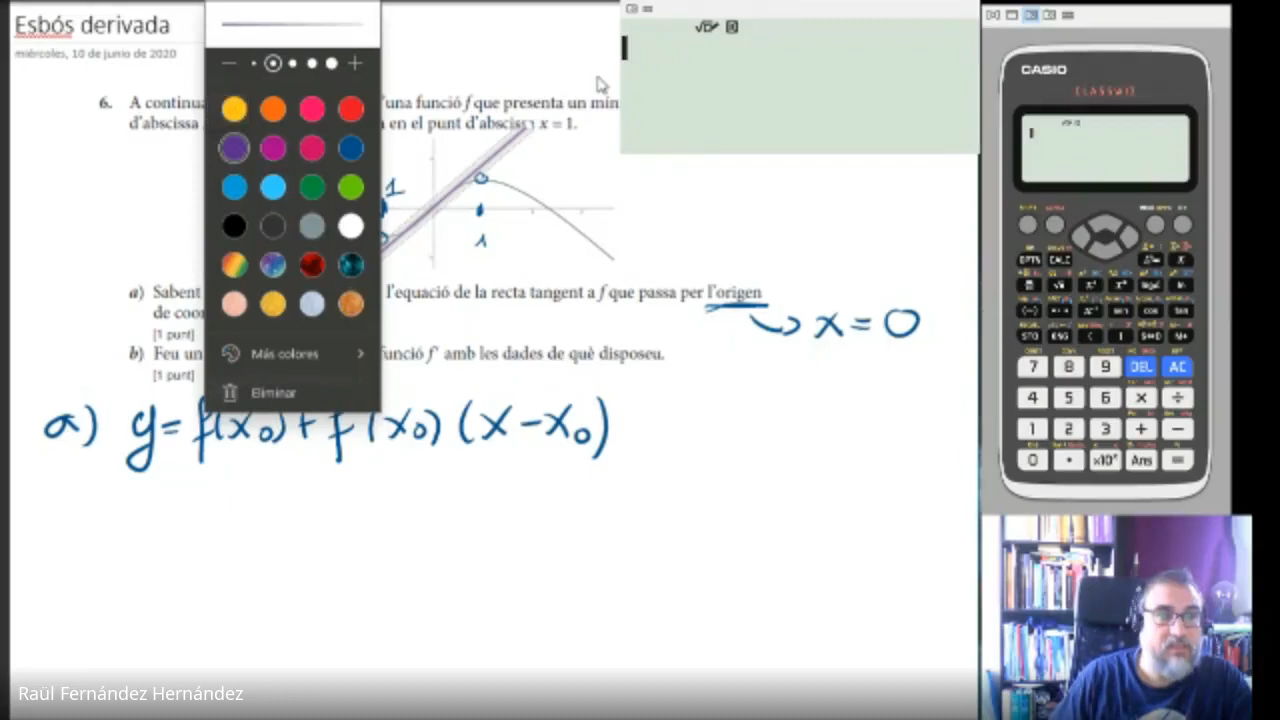 Esbós derivada
miércoles, 10 de junio de 2020
6. A continua 'una funció f que presenta un mín
d'abscissa en el punt d'abscissa x = 1.
1
1
a) Sabent l'equació de la recta tangent a f que passa per l'origen
de coor
[1 punt]
x = 0
b) Feu un funció f' amb les dades de què disposeu.
[1 punt]
Más colores
Eliminar
a) y = f(x₀) + f'(x₀) (x - x₀)
CASIO
CLASSWIZ
OPTN CALC
STO ENG ( ) S⇔D M+
7 8 9 DEL AC
4 5 6 × ÷
1 2 3 + −
0 • ×10ˣ Ans =
Raül Fernández Hernández